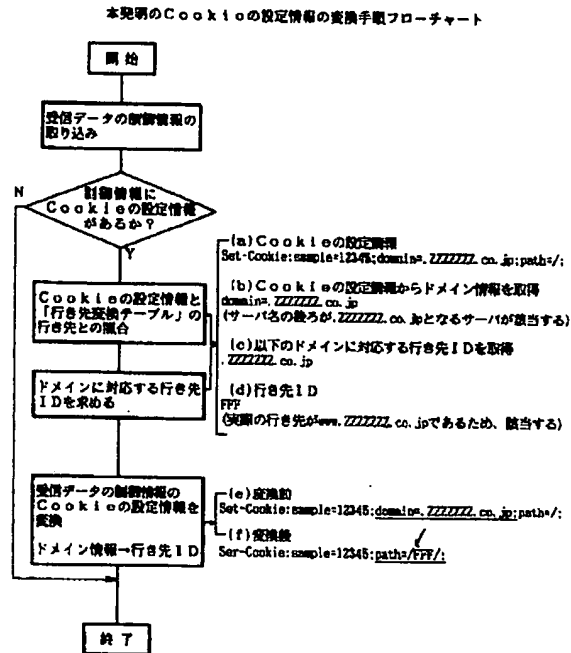 本発明のCookieの設定情報の変換手順フローチャート
開 始
受信データの制御情報の
取り込み
N
制御情報に
Cookieの設定情報
があるか？
Y
(a)Cookieの設定情報
Set-Cookie:sample=12345;domain=.ZZZZZZZ.co.jp;path=/;
Cookieの設定情報と
「行き先変換テーブル」の
行き先との照合
(b)Cookieの設定情報からドメイン情報を取得
domain=.ZZZZZZZ.co.jp
(サーバ名の後ろが.ZZZZZZZ.co.jpとなるサーバが該当する)
(c)以下のドメインに対応する行き先IDを取得
.ZZZZZZZ.co.jp
ドメインに対応する行き先
IDを求める
(d)行き先ID
FFF
(実際の行き先がwww.ZZZZZZZ.co.jpであるため、該当する)
受信データの制御情報の
Cookieの設定情報を
変換
ドメイン情報→行き先ID
(e)変換前
Set-Cookie:sample=12345;domain=.ZZZZZZZ.co.jp;path=/;
(f)変換後
Ser-Cookie:sample=12345;path=/FFF/;
終 了